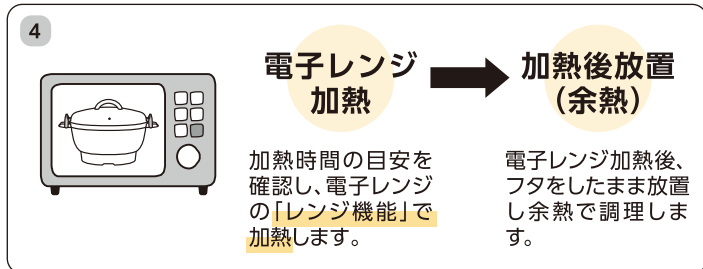 4
電子レンジ
加熱
加熱後放置
（余熱）
加熱時間の目安を
確認し、電子レンジ
の「レンジ機能」で
加熱します。
電子レンジ加熱後、
フタをしたまま放置
し余熱で調理しま
す。